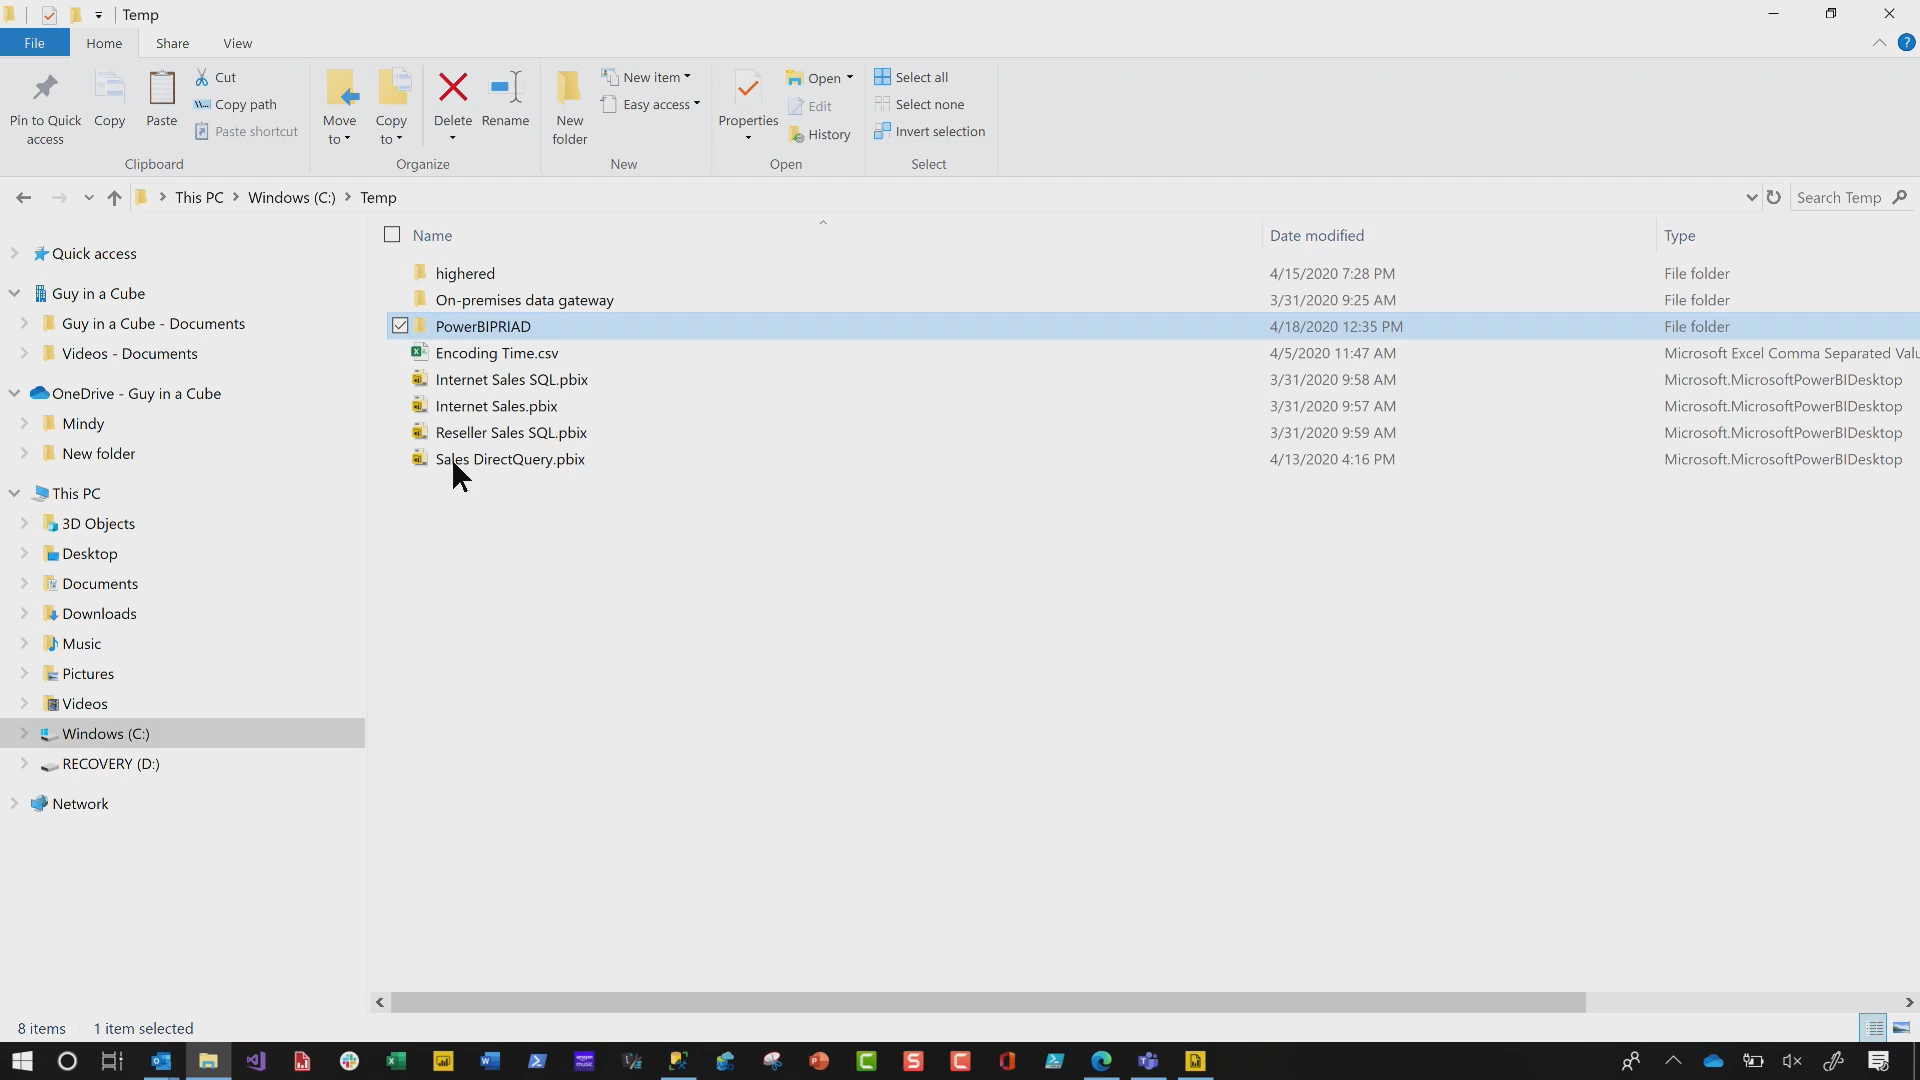 Temp
File Home Share View
Pin to Quick access
Copy
Paste
Cut
Copy path
Paste shortcut
Clipboard
Move to
Copy to
Delete
Rename
Organize
New folder
New item
Easy access
New
Properties
Open
Edit
History
Open
Select all
Select none
Invert selection
Select
This PC Windows (C:) Temp
Search Temp
Name Date modified Type
highered 4/15/2020 7:28 PM File folder
On-premises data gateway 3/31/2020 9:25 AM File folder
PowerBIPRIAD 4/18/2020 12:35 PM File folder
Encoding Time.csv 4/5/2020 11:47 AM Microsoft Excel Comma Separated Valu
Internet Sales SQL.pbix 3/31/2020 9:58 AM Microsoft.MicrosoftPowerBIDesktop
Internet Sales.pbix 3/31/2020 9:57 AM Microsoft.MicrosoftPowerBIDesktop
Reseller Sales SQL.pbix 3/31/2020 9:59 AM Microsoft.MicrosoftPowerBIDesktop
Sales DirectQuery.pbix 4/13/2020 4:16 PM Microsoft.MicrosoftPowerBIDesktop
Quick access
Guy in a Cube
Guy in a Cube - Documents
Videos - Documents
OneDrive - Guy in a Cube
Mindy
New folder
This PC
3D Objects
Desktop
Documents
Downloads
Music
Pictures
Videos
Windows (C:)
RECOVERY (D:)
Network
8 items 1 item selected